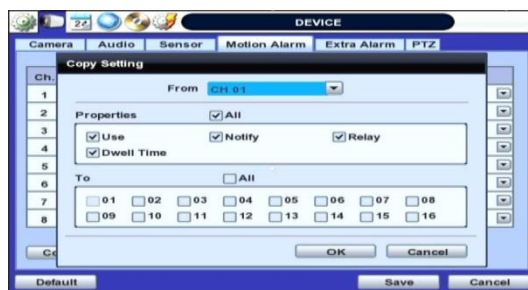 24
DEVICE
Camera Audio Sensor Motion Alarm Extra Alarm PTZ
Copy Setting
Ch.
From CH 01
1
2
Properties All
3
Use Notify Relay
4
Dwell Time
5
6
To All
7
01 02 03 04 05 06 07 08
8
09 10 11 12 13 14 15 16
OK Cancel
Default Save Cancel